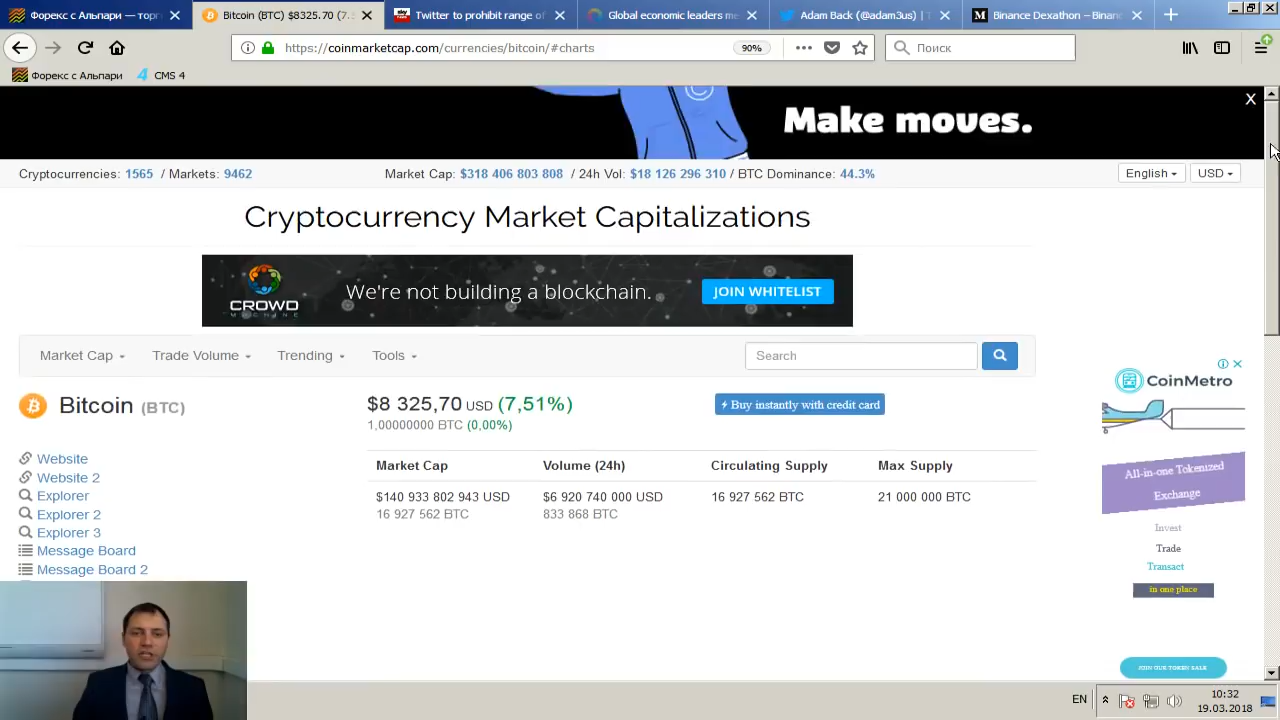 Форекс с Альпари — торг
Bitcoin (BTC) $8325.70 (7.5
Twitter to prohibit range of
Global economic leaders me
Adam Back (@adam3us) | T
Binance Dexathon – Binanc
https://coinmarketcap.com/currencies/bitcoin/#charts
90%
Поиск
Форекс с Альпари
CMS 4
Make moves.
X
Cryptocurrencies: 1565 / Markets: 9462
Market Cap: $318 406 803 808 / 24h Vol: $18 126 296 310 / BTC Dominance: 44.3%
English
USD
Cryptocurrency Market Capitalizations
CROWD
MACHINE
We're not building a blockchain.
JOIN WHITELIST
Market Cap
Trade Volume
Trending
Tools
Search
Bitcoin (BTC)
$8 325,70 USD (7,51%)
1,00000000 BTC (0,00%)
Buy instantly with credit card
Website
Website 2
Explorer
Explorer 2
Explorer 3
Message Board
Message Board 2
Market Cap
Volume (24h)
Circulating Supply
Max Supply
$140 933 802 943 USD
$6 920 740 000 USD
16 927 562 BTC
21 000 000 BTC
16 927 562 BTC
833 868 BTC
CoinMetro
All-in-one Tokenized
Exchange
Invest
Trade
Transact
in one place
JOIN OUR TOKEN SALE
EN
10:32
19.03.2018